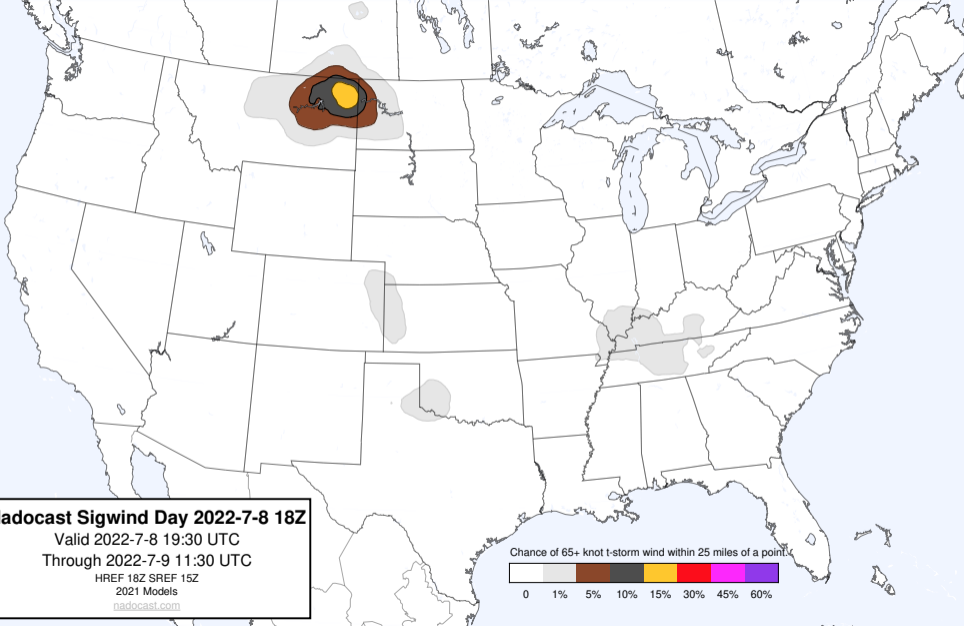 adocast Sigwind Day 2022-7-8 18Z
Valid 2022-7-8 19:30 UTC
Through 2022-7-9 11:30 UTC
HREF 18Z SREF 15Z
2021 Models
nadocast.com
Chance of 65+ knot t-storm wind within 25 miles of a point.
0 1% 5% 10% 15% 30% 45% 60%